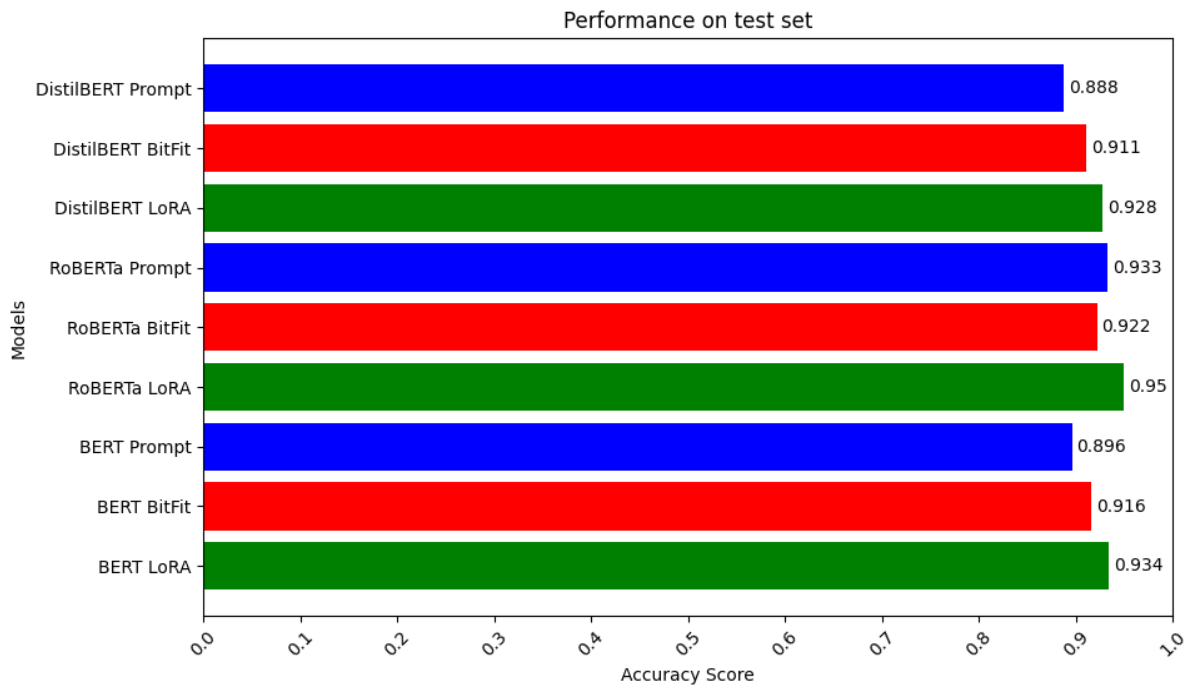 Performance on test set
Models
DistilBERT Prompt 0.888
DistilBERT BitFit 0.911
DistilBERT LoRA 0.928
RoBERTa Prompt 0.933
RoBERTa BitFit 0.922
RoBERTa LoRA 0.95
BERT Prompt 0.896
BERT BitFit 0.916
BERT LoRA 0.934
0.0 0.1 0.2 0.3 0.4 0.5 0.6 0.7 0.8 0.9 1.0
Accuracy Score